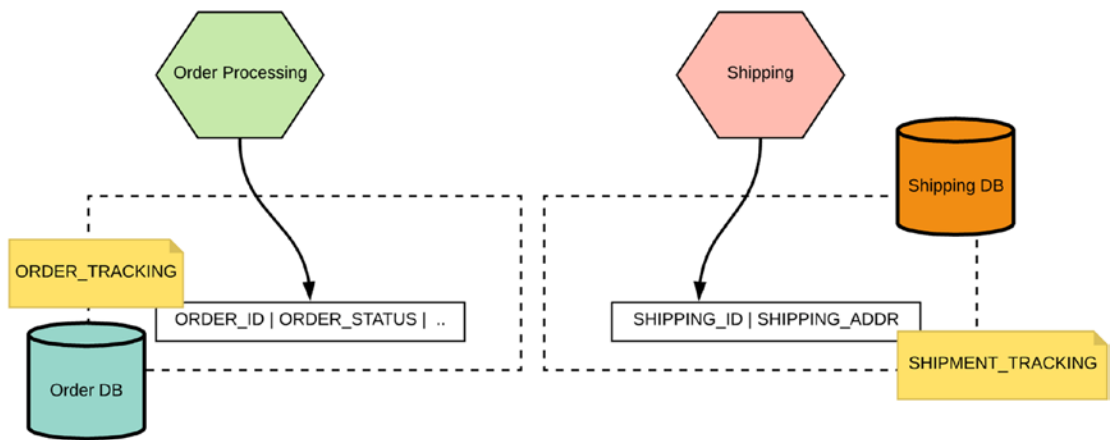 Order Processing
Shipping
Shipping DB
ORDER_TRACKING
ORDER_ID | ORDER_STATUS | ..
SHIPPING_ID | SHIPPING_ADDR
SHIPMENT_TRACKING
Order DB